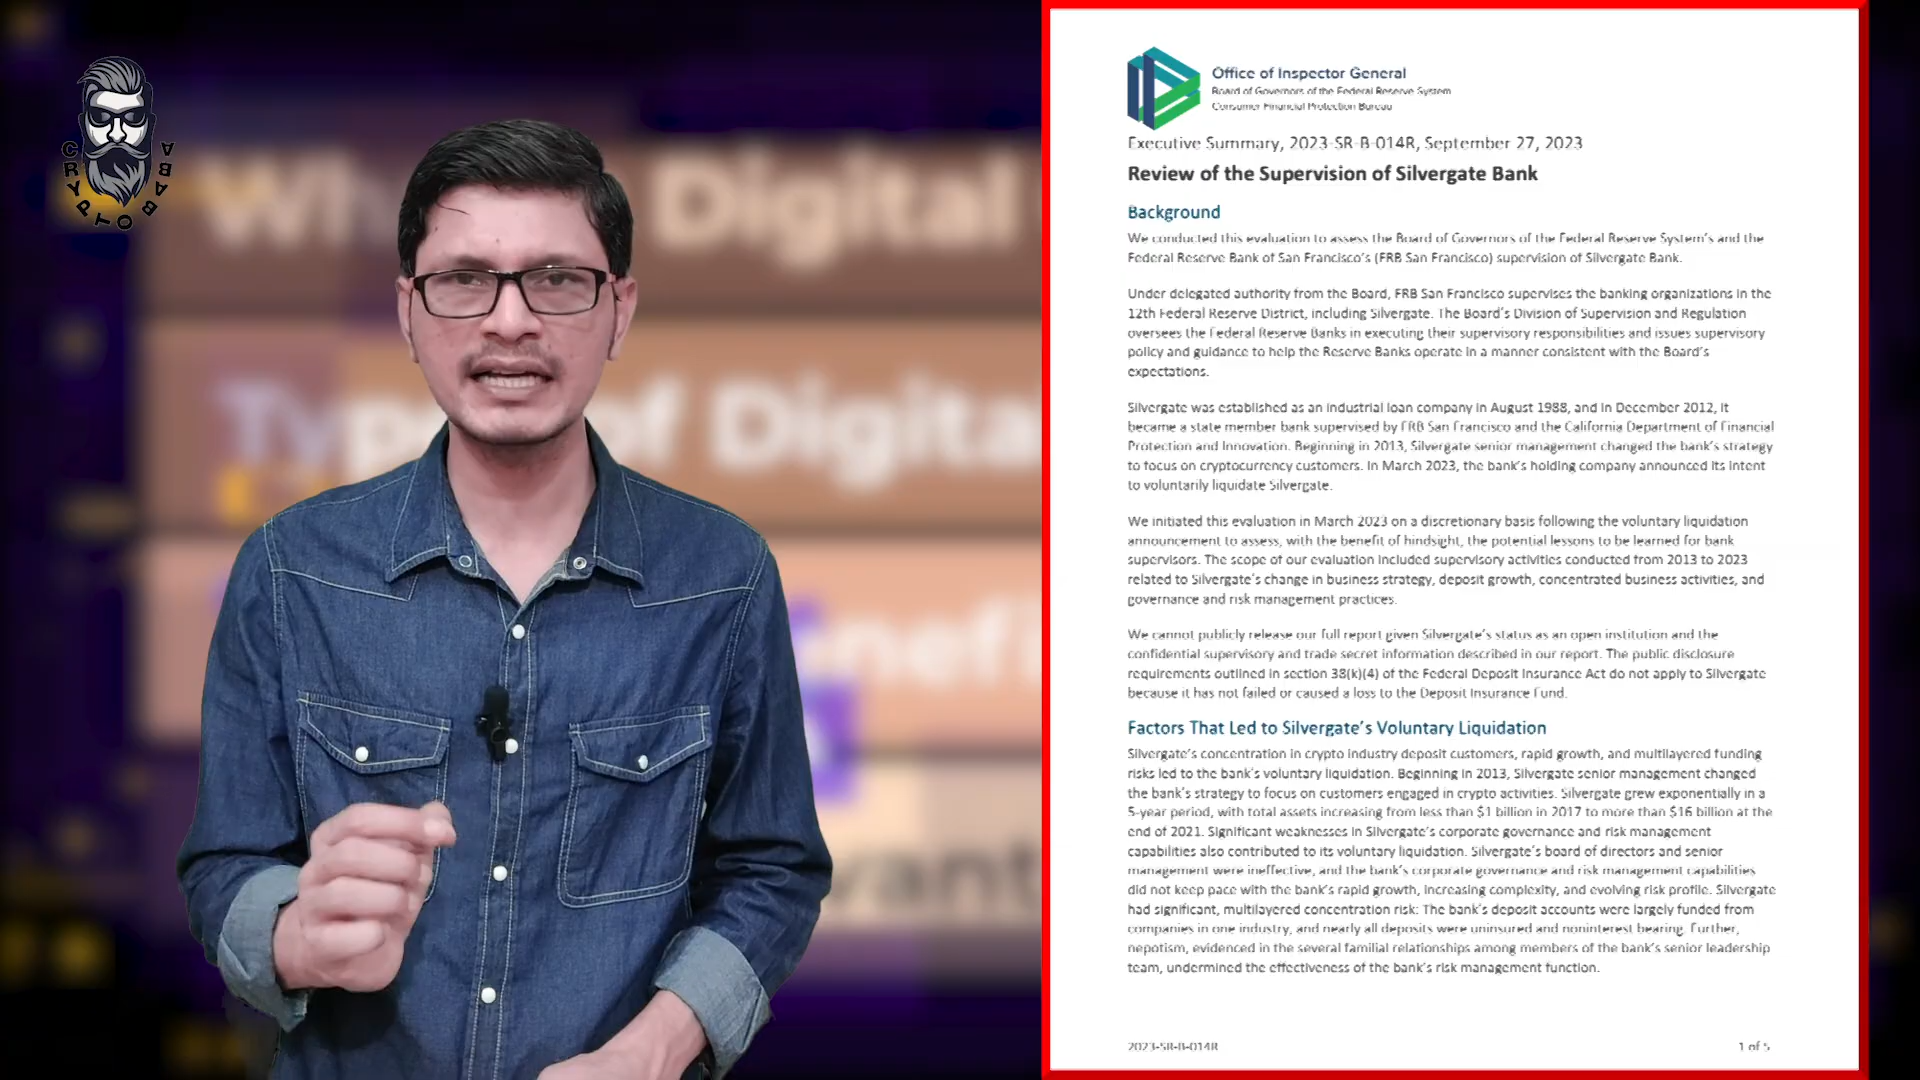 CRYPTO BABA
What Digital
Types of Digital
Office of Inspector General
Board of Governors of the Federal Reserve System
Consumer Financial Protection Bureau
Executive Summary, 2023-SR-B-014R, September 27, 2023
Review of the Supervision of Silvergate Bank
Background
We conducted this evaluation to assess the Board of Governors of the Federal Reserve System's and the
Federal Reserve Bank of San Francisco's (FRB San Francisco) supervision of Silvergate Bank.
Under delegated authority from the Board, FRB San Francisco supervises the banking organizations in the
12th Federal Reserve District, including Silvergate. The Board's Division of Supervision and Regulation
oversees the Federal Reserve Banks in executing their supervisory responsibilities and issues supervisory
policy and guidance to help the Reserve Banks operate in a manner consistent with the Board's
expectations.
Silvergate was established as an industrial loan company in August 1988, and in December 2012, it
became a state member bank supervised by FRB San Francisco and the California Department of Financial
Protection and Innovation. Beginning in 2013, Silvergate senior management changed the bank's strategy
to focus on cryptocurrency customers. In March 2023, the bank's holding company announced its intent
to voluntarily liquidate Silvergate.
We initiated this evaluation in March 2023 on a discretionary basis following the voluntary liquidation
announcement to assess, with the benefit of hindsight, the potential lessons to be learned for bank
supervisors. The scope of our evaluation included supervisory activities conducted from 2013 to 2023
related to Silvergate's change in business strategy, deposit growth, concentrated business activities, and
governance and risk management practices.
We cannot publicly release our full report given Silvergate's status as an open institution and the
confidential supervisory and trade secret information described in our report. The public disclosure
requirements outlined in section 38(k)(4) of the Federal Deposit Insurance Act do not apply to Silvergate
because it has not failed or caused a loss to the Deposit Insurance Fund.
Factors That Led to Silvergate's Voluntary Liquidation
Silvergate's concentration in crypto industry deposit customers, rapid growth, and multilayered funding
risks led to the bank's voluntary liquidation. Beginning in 2013, Silvergate senior management changed
the bank's strategy to focus on customers engaged in crypto activities. Silvergate grew exponentially in a
5-year period, with total assets increasing from less than $1 billion in 2017 to more than $16 billion at the
end of 2021. Significant weaknesses in Silvergate's corporate governance and risk management
capabilities also contributed to its voluntary liquidation. Silvergate's board of directors and senior
management were ineffective, and the bank's corporate governance and risk management capabilities
did not keep pace with the bank's rapid growth, increasing complexity, and evolving risk profile. Silvergate
had significant, multilayered concentration risk: The bank's deposit accounts were largely funded from
companies in one industry, and nearly all deposits were uninsured and noninterest bearing. Further,
nepotism, evidenced in the several familial relationships among members of the bank's senior leadership
team, undermined the effectiveness of the bank's risk management function.
2023-SR-B-014R
1 of 5